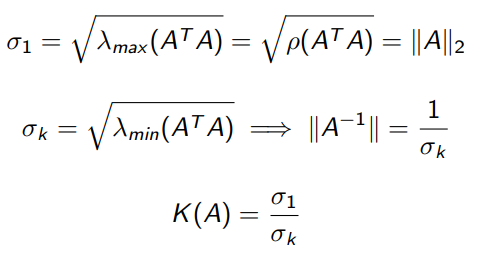 σ₁ = √(λₘₐₓ(AᵀA)) = √(ρ(AᵀA)) = ‖A‖₂
σₖ = √(λₘᵢₙ(AᵀA)) ⟹ ‖A⁻¹‖ = 1/σₖ
K(A) = σ₁/σₖ